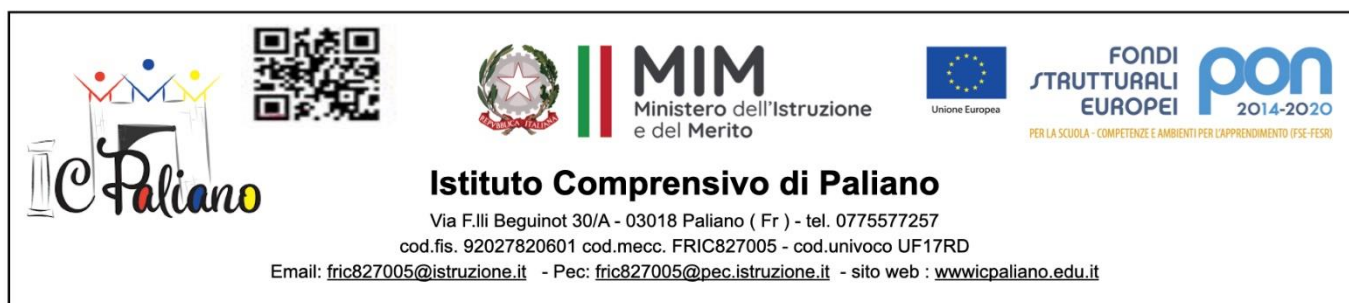 IC Paliano
REPVBBLICA ITALIANA
MIM
Ministero dell'Istruzione
e del Merito
Unione Europea
FONDI
STRUTTURALI
EUROPEI
pon
2014-2020
PER LA SCUOLA - COMPETENZE E AMBIENTI PER L'APPRENDIMENTO (FSE-FESR)
Istituto Comprensivo di Paliano
Via F.lli Beguinot 30/A - 03018 Paliano ( Fr ) - tel. 0775577257
cod.fis. 92027820601 cod.mecc. FRIC827005 - cod.univoco UF17RD
Email: fric827005@istruzione.it - Pec: fric827005@pec.istruzione.it - sito web : wwwicpaliano.edu.it